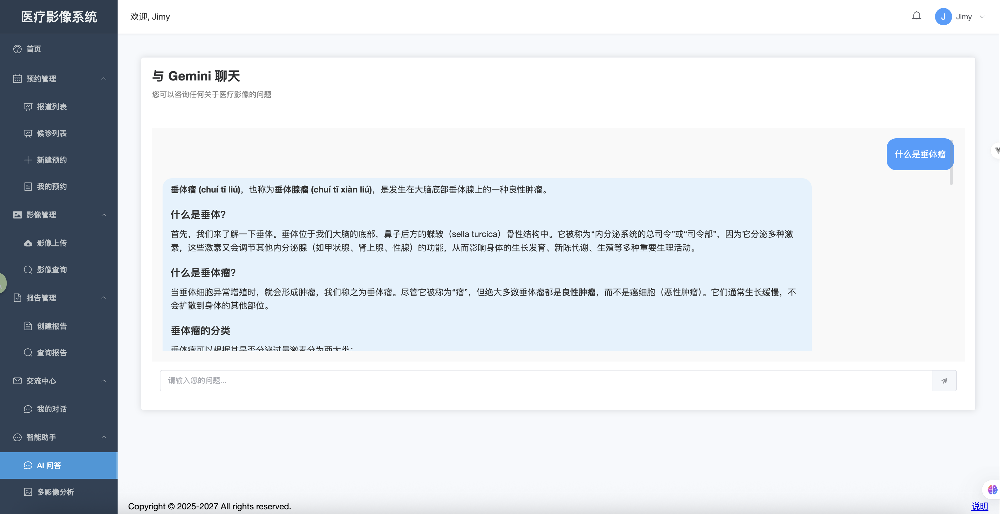 医疗影像系统
欢迎, Jimy
J
Jimy
首页
预约管理
报道列表
候诊列表
新建预约
我的预约
影像管理
影像上传
影像查询
报告管理
创建报告
查询报告
交流中心
我的对话
智能助手
AI 问答
多影像分析
与 Gemini 聊天
您可以咨询任何关于医疗影像的问题
什么是垂体瘤
垂体瘤 (chuí tǐ liú)，也称为垂体腺瘤 (chuí tǐ xiàn liú)，是发生在大脑底部垂体腺上的一种良性肿瘤。
什么是垂体?
首先，我们来了解一下垂体。垂体位于我们大脑的底部，鼻子后方的蝶鞍（sella turcica）骨性结构中。它被称为“内分泌系统的总司令”或“司令部”，因为它分泌多种激
素，这些激素又会调节其他内分泌腺（如甲状腺、肾上腺、性腺）的功能，从而影响身体的生长发育、新陈代谢、生殖等多种重要生理活动。
什么是垂体瘤?
当垂体细胞异常增殖时，就会形成肿瘤，我们称之为垂体瘤。尽管它被称为“瘤”，但绝大多数垂体瘤都是良性肿瘤，而不是癌细胞（恶性肿瘤）。它们通常生长缓慢，不
会扩散到身体的其他部位。
垂体瘤的分类
垂体瘤可以根据其是否分泌过量激素分为两大类：
请输入您的问题...
Copyright © 2025-2027 All rights reserved.
说明